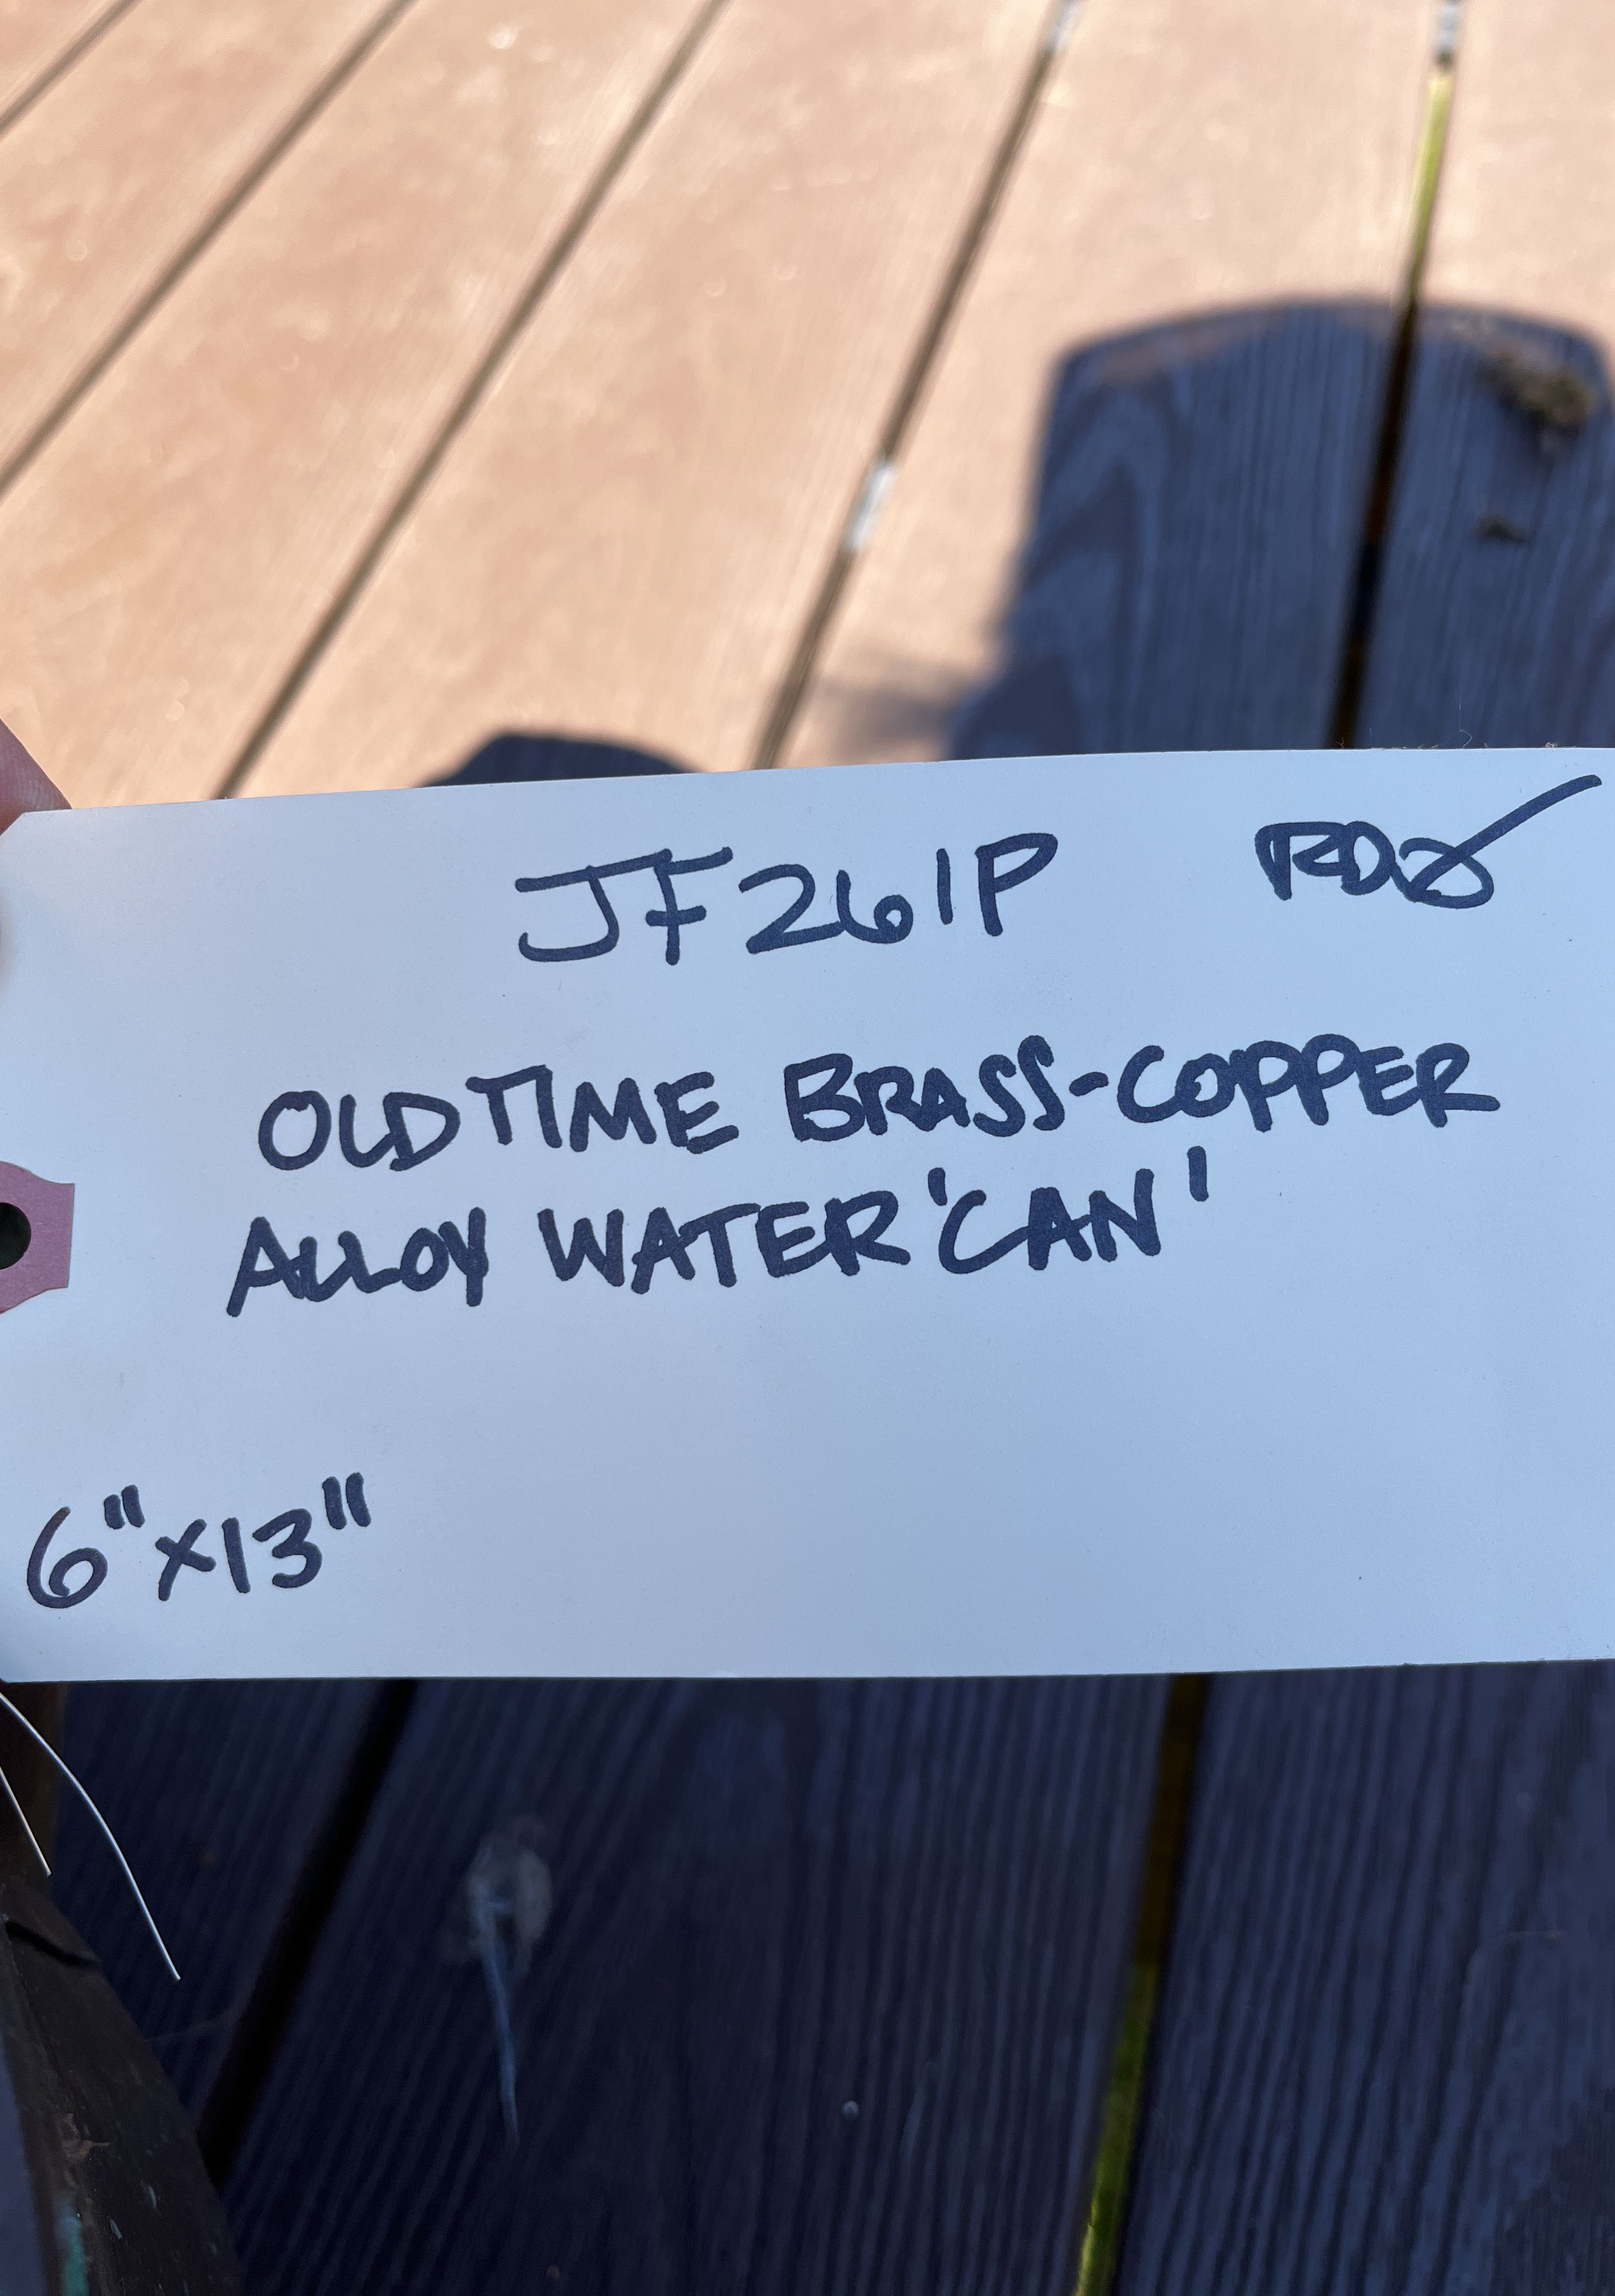 JF261P
OLDTIME BRASS-COPPER
ALLOY WATER 'CAN'
6"x13"